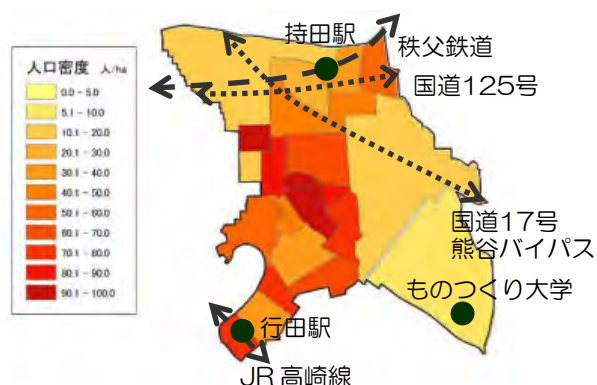 持田駅
秩父鉄道
人口密度 人/ha
0.0 - 5.0
5.1 - 10.0
10.1 - 20.0
20.1 - 30.0
30.1 - 40.0
40.1 - 50.0
50.1 - 60.0
60.1 - 70.0
70.1 - 80.0
80.1 - 90.0
90.1 - 100.0
国道125号
国道17号
熊谷バイパス
ものつくり大学
行田駅
JR 高崎線